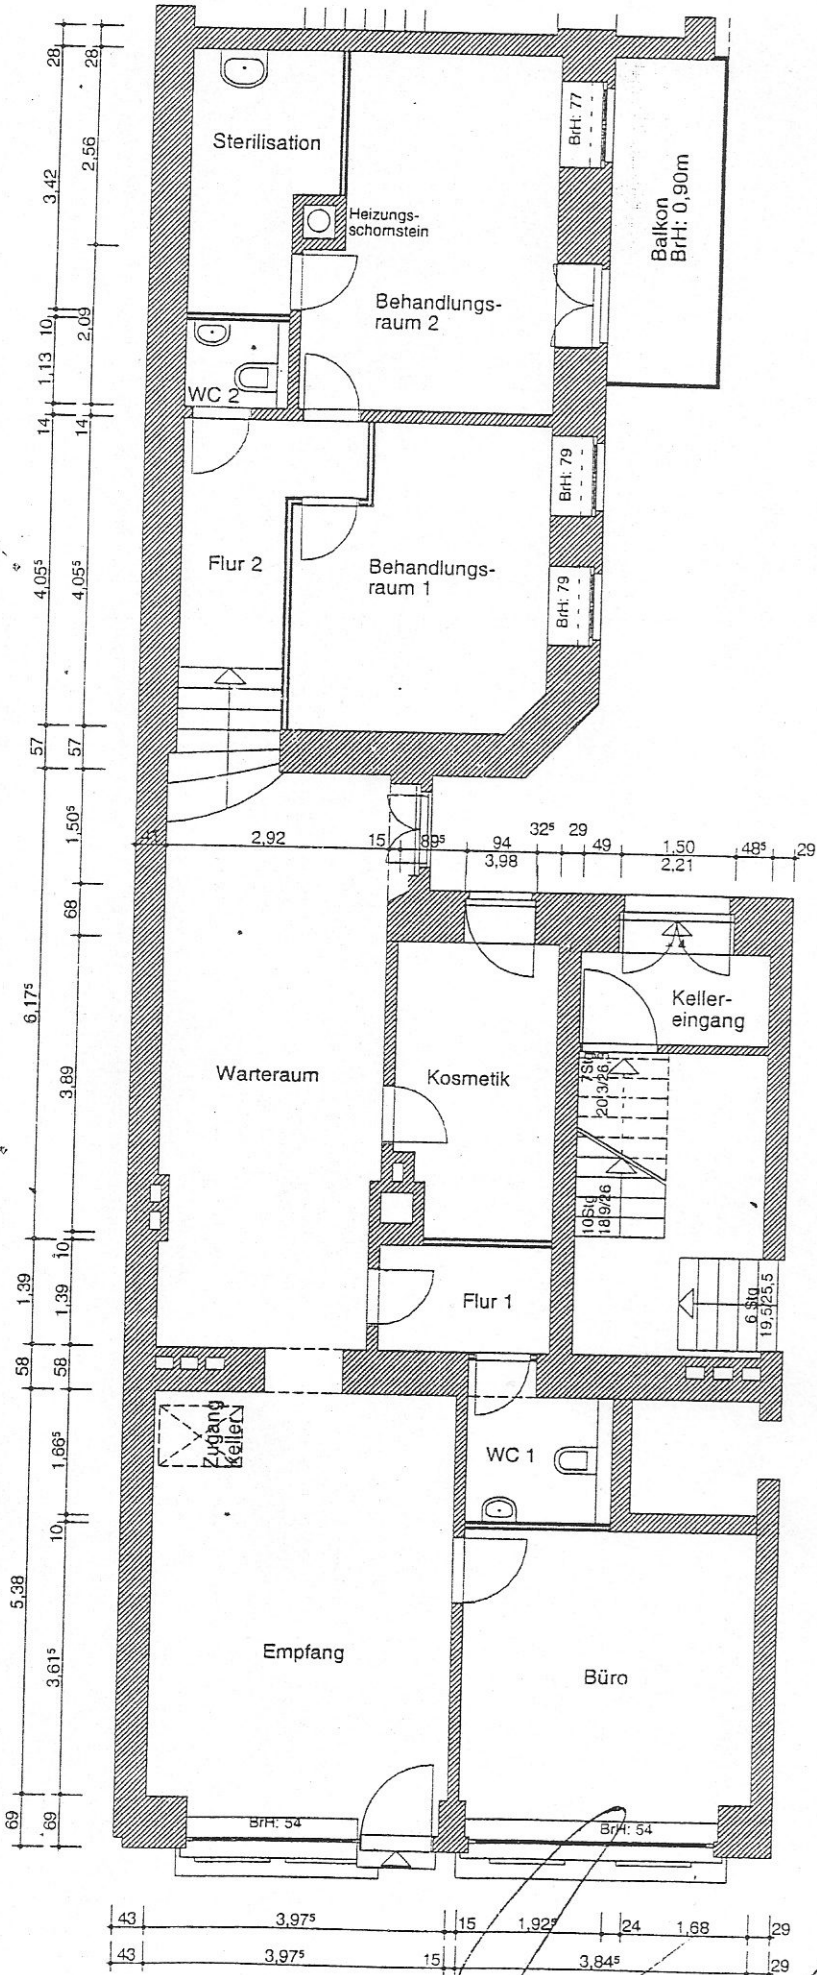 28
28
3,42
2,56
10
2,09
1,13
14
14
4,05⁵
4,05⁵
57
57
1,50⁵
68
6,17⁵
3,89
10
1,39
1,39
58
58
1,66⁵
10
5,38
3,61⁵
69
69
Sterilisation
BrH: 77
Balkon
BrH: 0,90m
Heizungs-
schornstein
Behandlungs-
raum 2
WC 2
BrH: 79
Flur 2
Behandlungs-
raum 1
BrH: 79
2,92
15
89⁵
94
32⁵
29
49
1,50
48⁵
29
3,98
2,21
Keller-
eingang
Warteraum
Kosmetik
7Stg
20,3/26,5
10Stg
18,9/26
Flur 1
6 Stg
19,5/25,5
Zugang
Keller
WC 1
Empfang
Büro
BrH: 54
BrH: 54
43
3,97⁵
15
1,92⁵
24
1,68
29
43
3,97⁵
15
3,84⁵
29